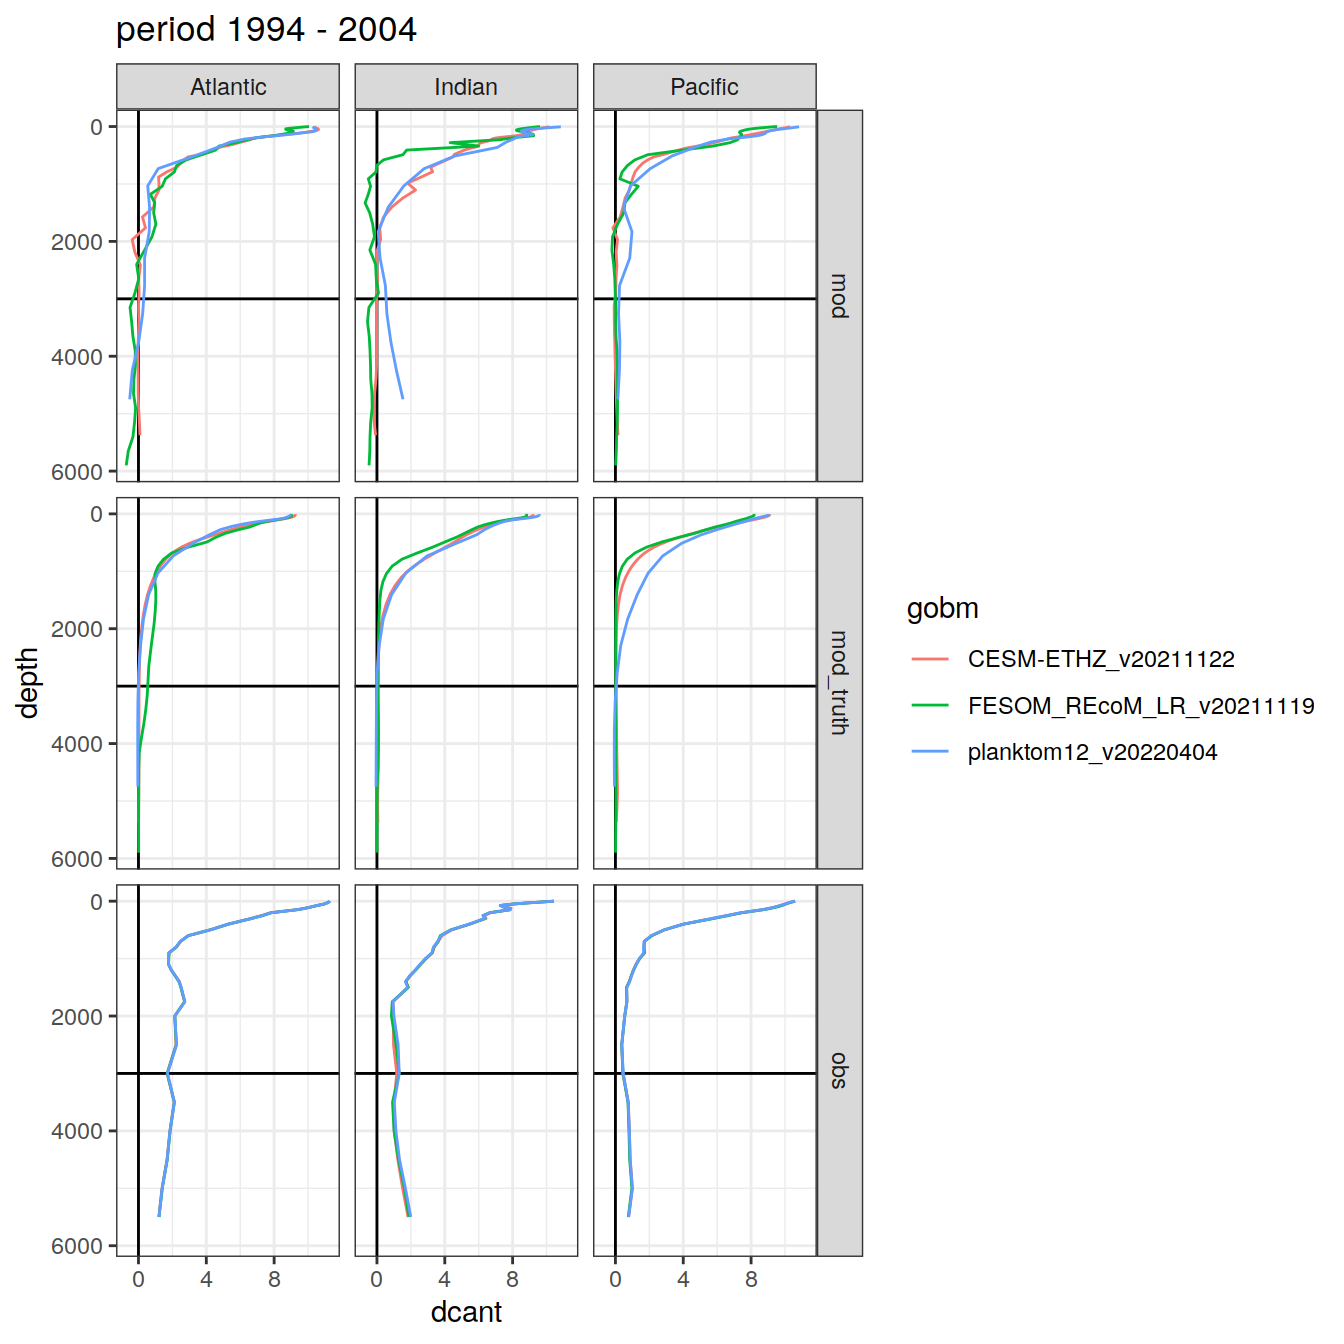 period 1994 - 2004
Atlantic
Indian
Pacific
0
2000
4000
6000
mod
0
2000
4000
6000
mod_truth
0
2000
4000
6000
obs
depth
0 4 8
0 4 8
0 4 8
dcant
gobm
CESM-ETHZ_v20211122
FESOM_REcoM_LR_v20211119
planktom12_v20220404